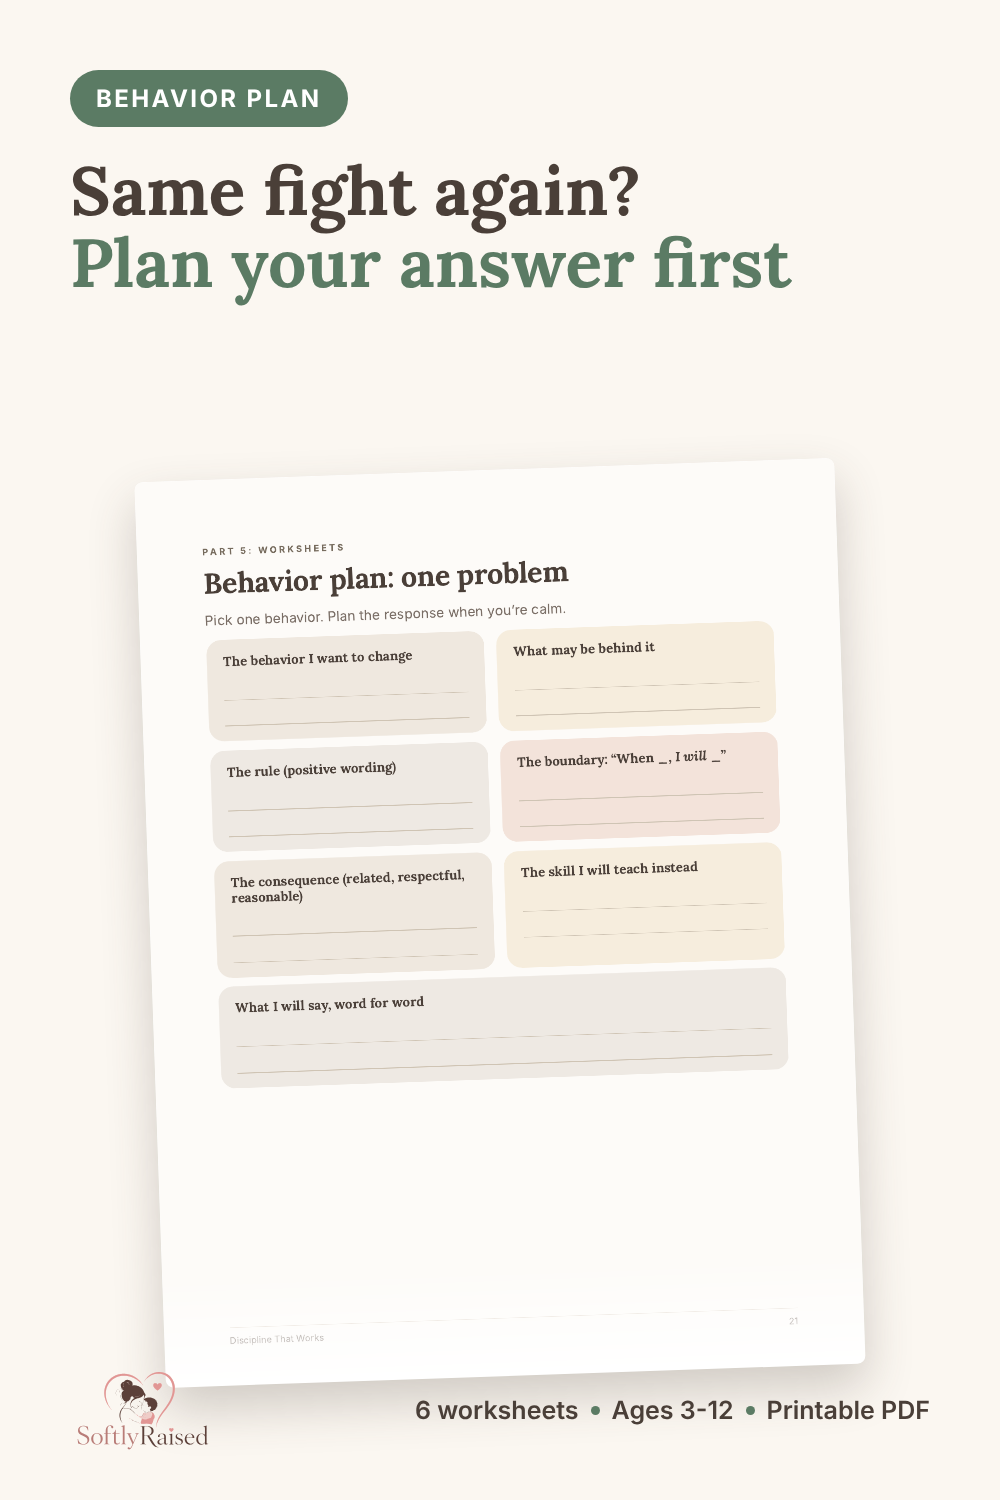 BEHAVIOR PLAN
Same fight again?
Plan your answer first
PART 5: WORKSHEETS
Behavior plan: one problem
Pick one behavior. Plan the response when you’re calm.
The behavior I want to change
What may be behind it
The rule (positive wording)
The boundary: “When _, I will _”
The consequence (related, respectful,
reasonable)
The skill I will teach instead
What I will say, word for word
Discipline That Works
21
SoftlyRaised
6 worksheets • Ages 3-12 • Printable PDF